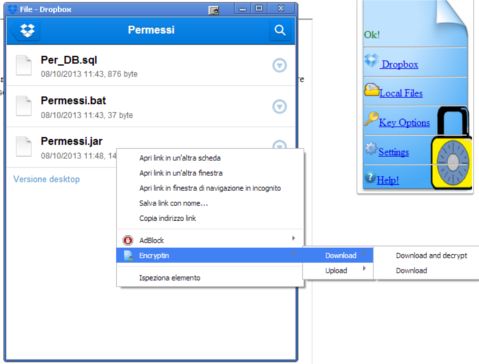 File - Dropbox
Permessi
Per_DB.sql
08/10/2013 11:43, 876 byte
Permessi.bat
08/10/2013 11:43, 37 byte
Permessi.jar
08/10/2013 11:48, 14
Versione desktop
Apri link in un'altra scheda
Apri link in un'altra finestra
Apri link in finestra di navigazione in incognito
Salva link con nome...
Copia indirizzo link
AdBlock
Encryptin
Ispeziona elemento
Download
Upload
Download and decrypt
Download
re
Ok!
Dropbox
Local Files
Key Options
Settings
Help!